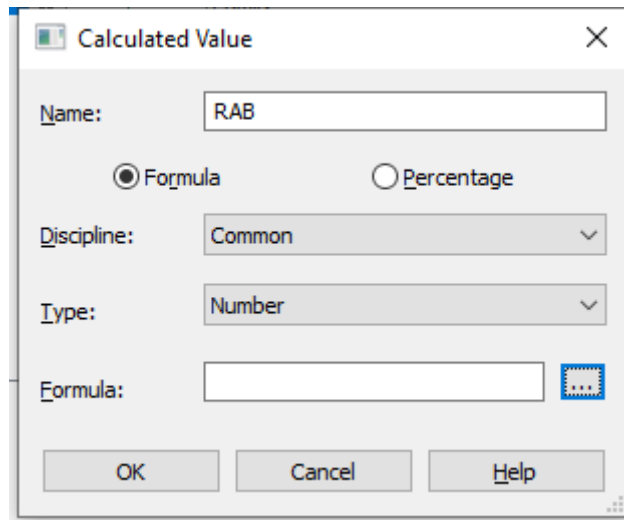 Calculated Value
Name: RAB
Formula Percentage
Discipline: Common
Type: Number
Formula: ...
OK Cancel Help